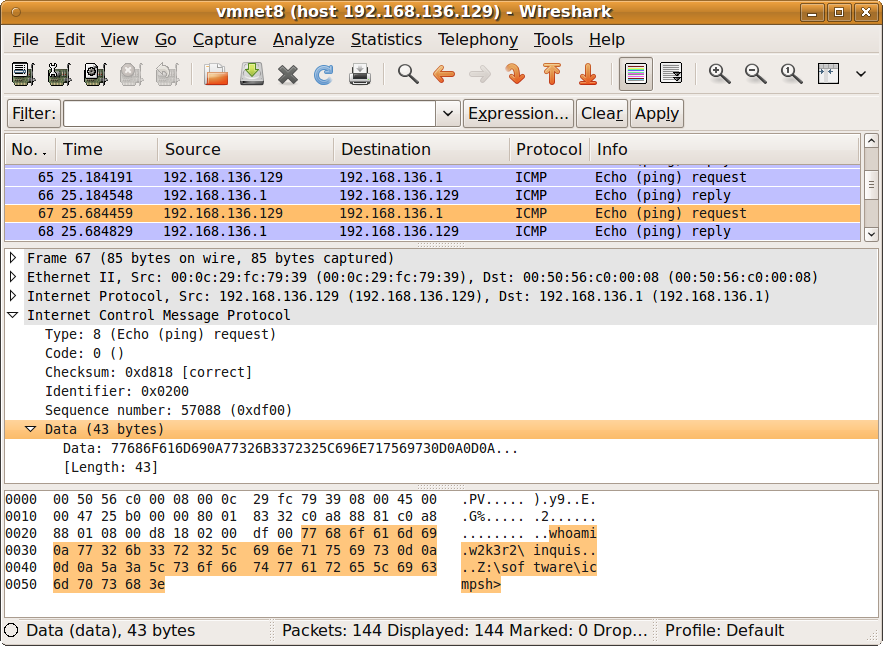 vmnet8 (host 192.168.136.129) - Wireshark
File Edit View Go Capture Analyze Statistics Telephony Tools Help
Filter: Expression... Clear Apply
No. . Time Source Destination Protocol Info
65 25.184191 192.168.136.129 192.168.136.1 ICMP Echo (ping) request
66 25.184548 192.168.136.1 192.168.136.129 ICMP Echo (ping) reply
67 25.684459 192.168.136.129 192.168.136.1 ICMP Echo (ping) request
68 25.684829 192.168.136.1 192.168.136.129 ICMP Echo (ping) reply
Frame 67 (85 bytes on wire, 85 bytes captured)
Ethernet II, Src: 00:0c:29:fc:79:39 (00:0c:29:fc:79:39), Dst: 00:50:56:c0:00:08 (00:50:56:c0:00:08)
Internet Protocol, Src: 192.168.136.129 (192.168.136.129), Dst: 192.168.136.1 (192.168.136.1)
Internet Control Message Protocol
Type: 8 (Echo (ping) request)
Code: 0 ()
Checksum: 0xd818 [correct]
Identifier: 0x0200
Sequence number: 57088 (0xdf00)
Data (43 bytes)
Data: 77686F616D690A77326B3372325C696E717569730D0A0D0A...
[Length: 43]
0000 00 50 56 c0 00 08 00 0c 29 fc 79 39 08 00 45 00 .PV..... ).y9..E.
0010 00 47 25 b0 00 00 80 01 83 32 c0 a8 88 81 c0 a8 .G%..... .2......
0020 88 01 08 00 d8 18 02 00 df 00 77 68 6f 61 6d 69 ........ ..whoami
0030 0a 77 32 6b 33 72 32 5c 69 6e 71 75 69 73 0d 0a .w2k3r2\ inquis..
0040 0d 0a 5a 3a 5c 73 6f 66 74 77 61 72 65 5c 69 63 ..Z:\sof tware\ic
0050 6d 70 73 68 3e mpsh>
Data (data), 43 bytes Packets: 144 Displayed: 144 Marked: 0 Drop... Profile: Default